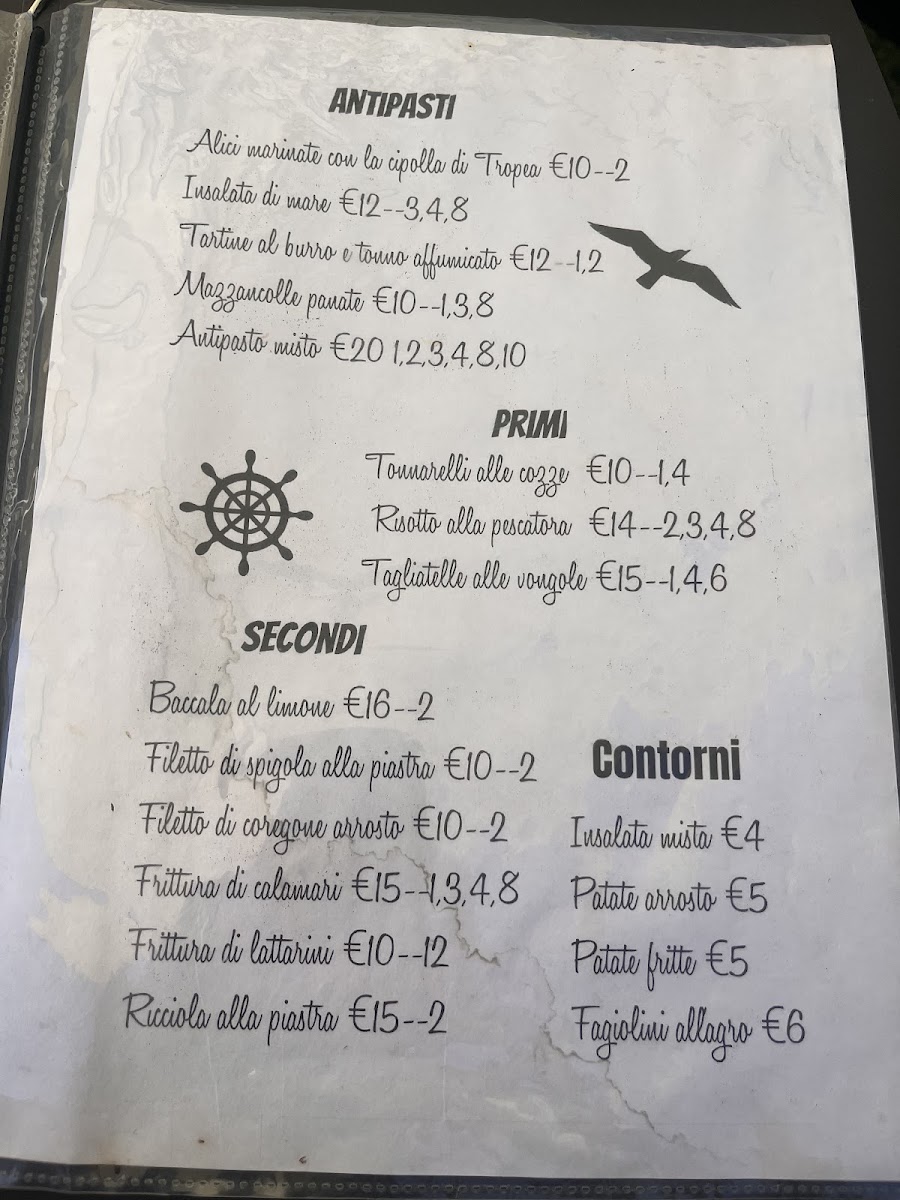 ANTIPASTI
Alici marinate con la cipolla di Tropea €10--2
Insalata di mare €12--3,4,8
Tartine al burro e tonno affumicato €12--1,2
Mazzancolle panate €10--1,3,8
Antipasto misto €20 1,2,3,4,8,10
PRIMI
Tonnarelli alle cozze €10--1,4
Risotto alla pescatora €14--2,3,4,8
Tagliatelle alle vongole €15--1,4,6
SECONDI
Baccala al limone €16--2
Filetto di spigola alla piastra €10--2
Filetto di coregone arrosto €10--2
Frittura di calamari €15--1,3,4,8
Frittura di lattarini €10--12
Ricciola alla piastra €15--2
Contorni
Insalata mista €4
Patate arrosto €5
Patate fritte €5
Fagiolini allagro €6